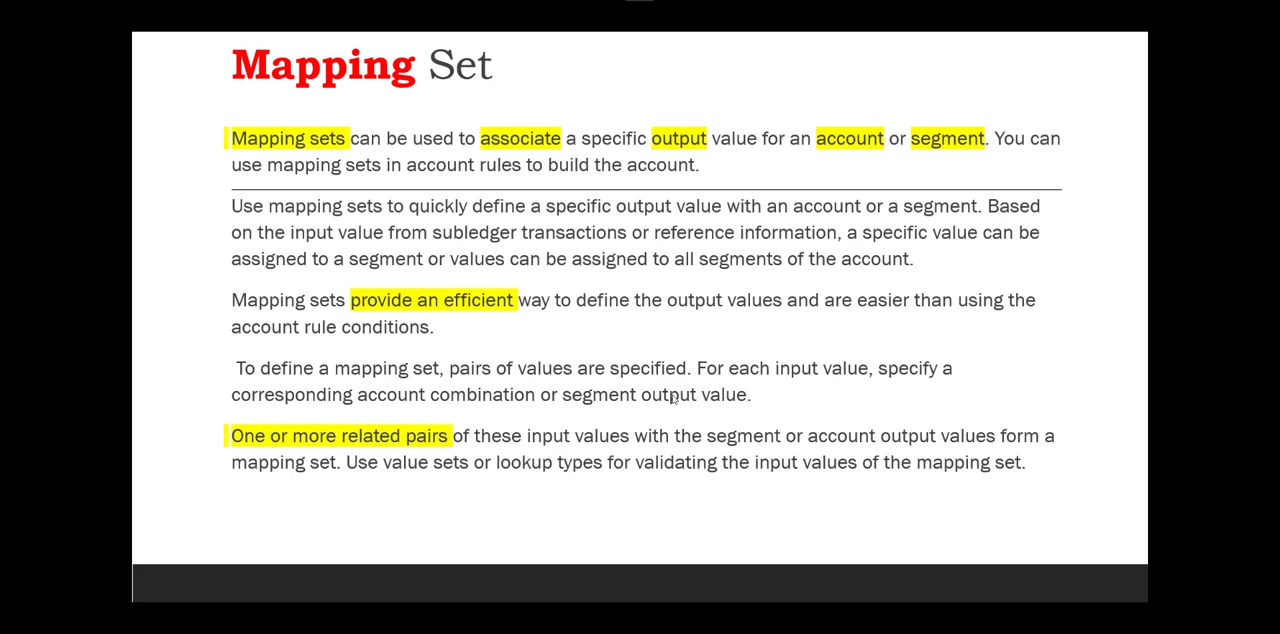 Mapping Set
Mapping sets can be used to associate a specific output value for an account or segment. You can
use mapping sets in account rules to build the account.
Use mapping sets to quickly define a specific output value with an account or a segment. Based
on the input value from subledger transactions or reference information, a specific value can be
assigned to a segment or values can be assigned to all segments of the account.
Mapping sets provide an efficient way to define the output values and are easier than using the
account rule conditions.
To define a mapping set, pairs of values are specified. For each input value, specify a
corresponding account combination or segment output value.
One or more related pairs of these input values with the segment or account output values form a
mapping set. Use value sets or lookup types for validating the input values of the mapping set.